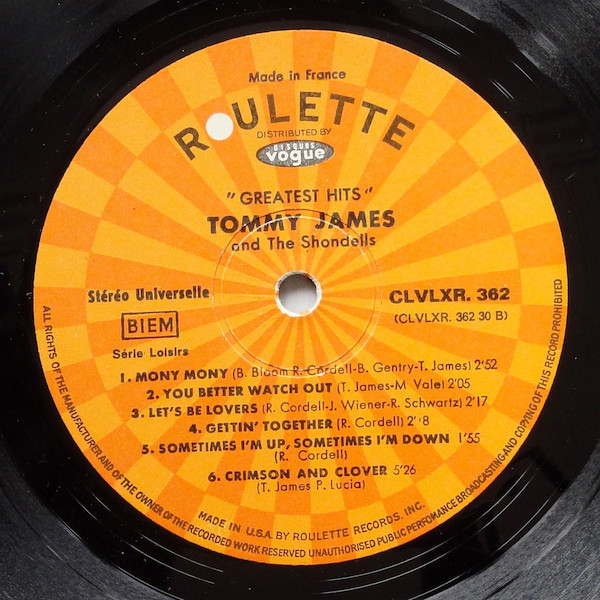 Made in France
ROULETTE
DISTRIBUTED BY
DISQUES
vogue
"GREATEST HITS"
TOMMY JAMES
and The Shondells
Stéréo Universelle
CLVLXR. 362
BIEM
(CLVLXR. 362 30 B)
Série Loisirs
1. MONY MONY (B. Bloom R. Cordell-B. Gentry-T. James) 2'52
2. YOU BETTER WATCH OUT (T. James-M Vale) 2'05
3. LET'S BE LOVERS (R. Cordell-J. Wiener-R. Schwartz) 2'17
4. GETTIN' TOGETHER (R. Cordell)
5. SOMETIMES I'M UP, SOMETIMES I'M DOWN 1'55
(R. Cordell)
6. CRIMSON AND CLOVER 5'26
(T. James P. Lucia)
MADE IN U.S.A. BY ROULETTE RECORDS, INC.
ALL RIGHTS OF THE MANUFACTURER AND OF THE OWNER OF THE RECORDED WORK RESERVED UNAUTHORISED PUBLIC PERFOMANCE BROADCASTING AND COPYING OF THIS RECORD PROHIBITED